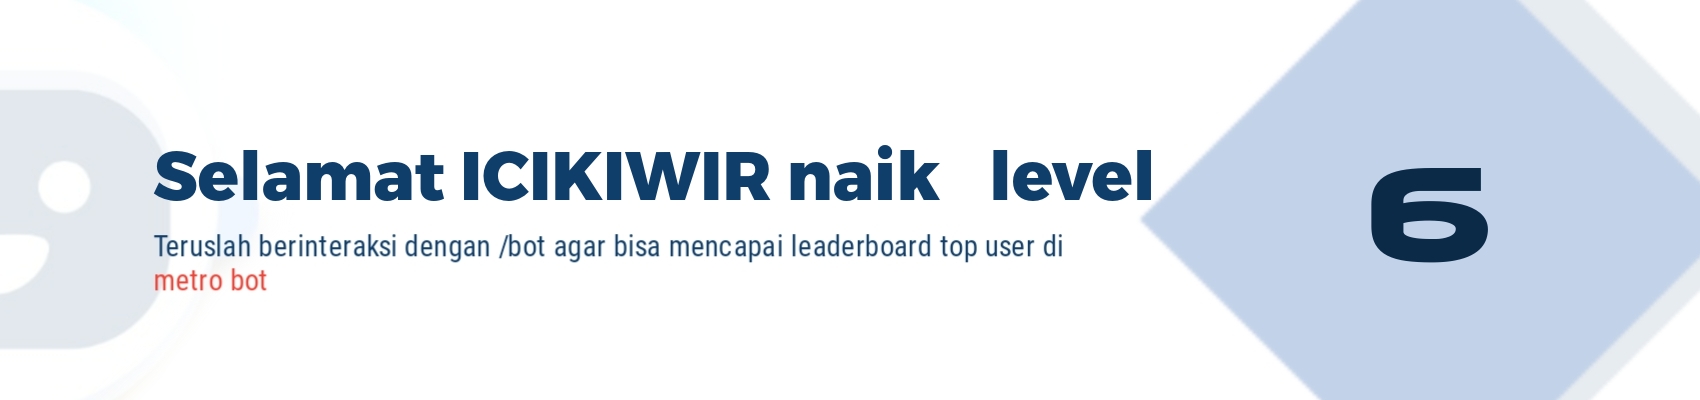 Selamat ICIKIWIR naik level
6
Teruslah berinteraksi dengan /bot agar bisa mencapai leaderboard top user di
metro bot